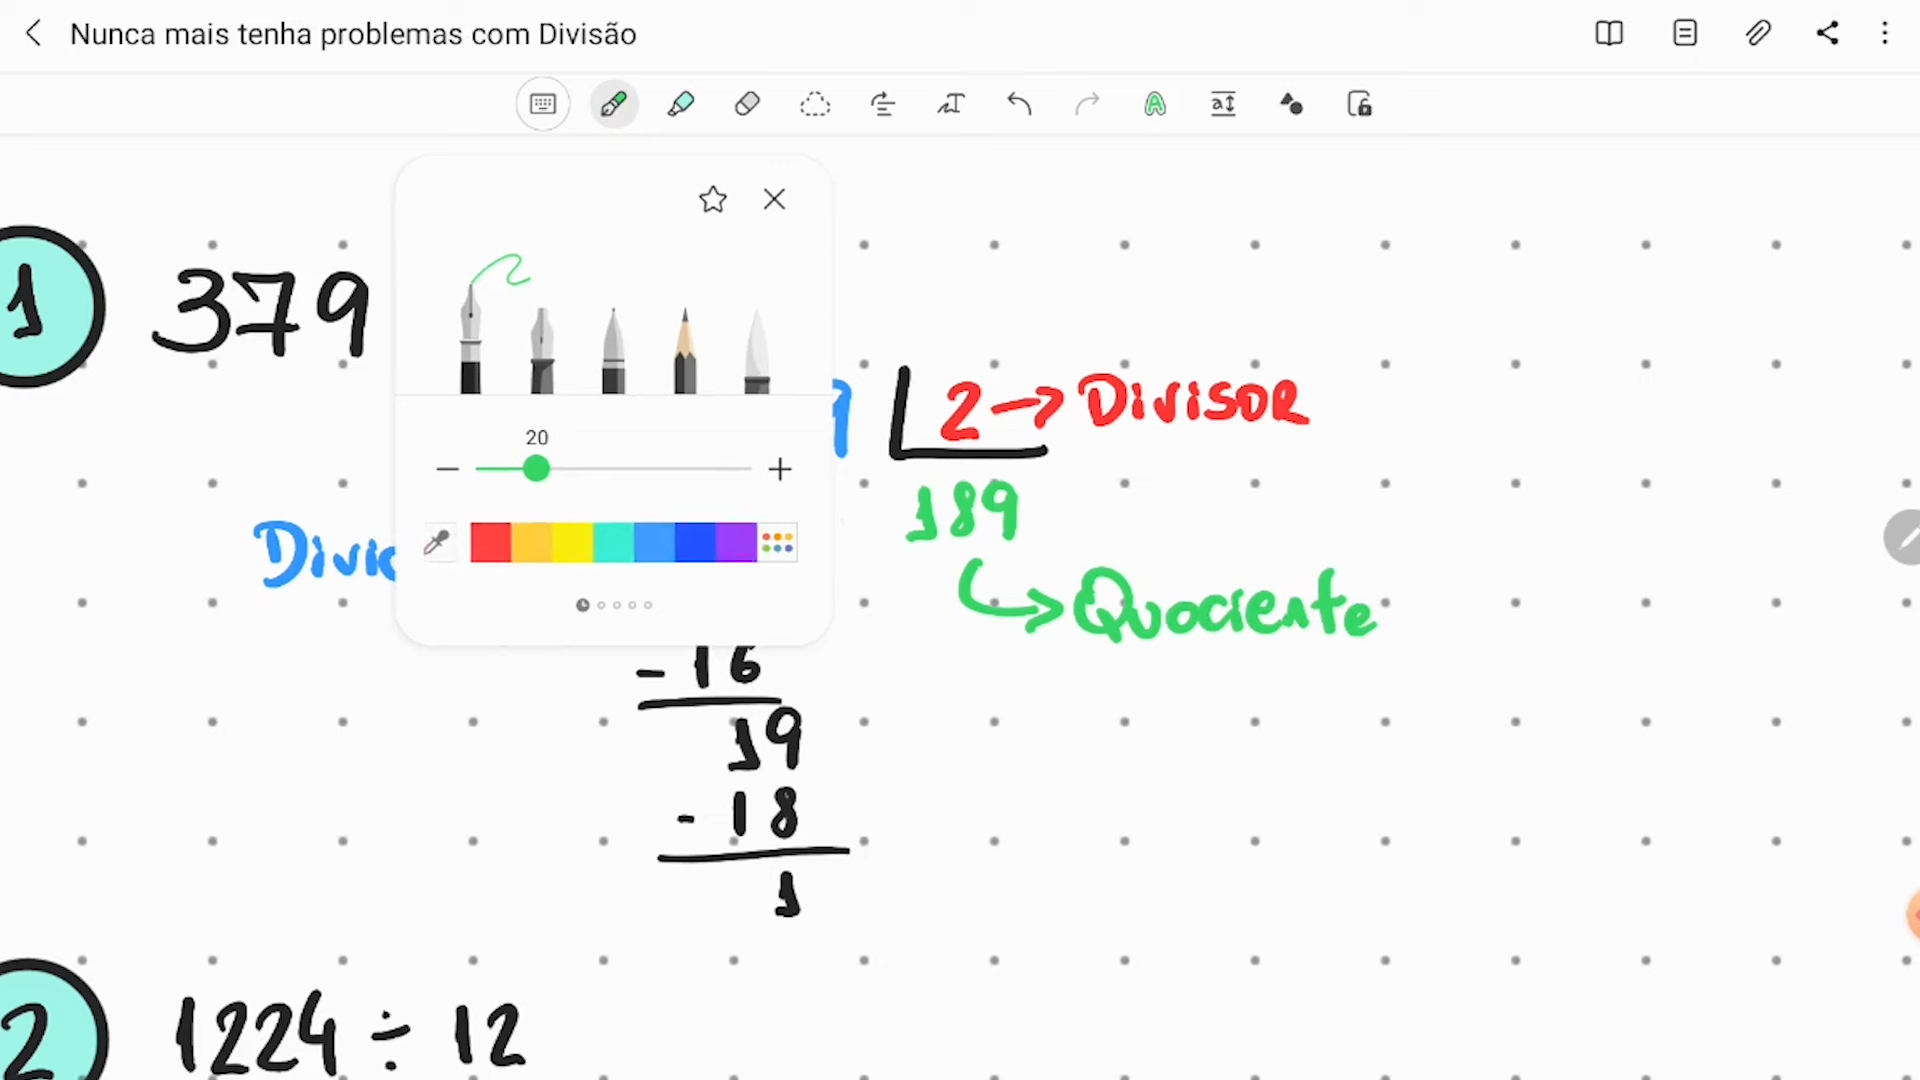 Nunca mais tenha problemas com Divisão
1 379
2 → Divisor
20
189
Quociente
- 16
19
- 18
1
2 1224 ÷ 12